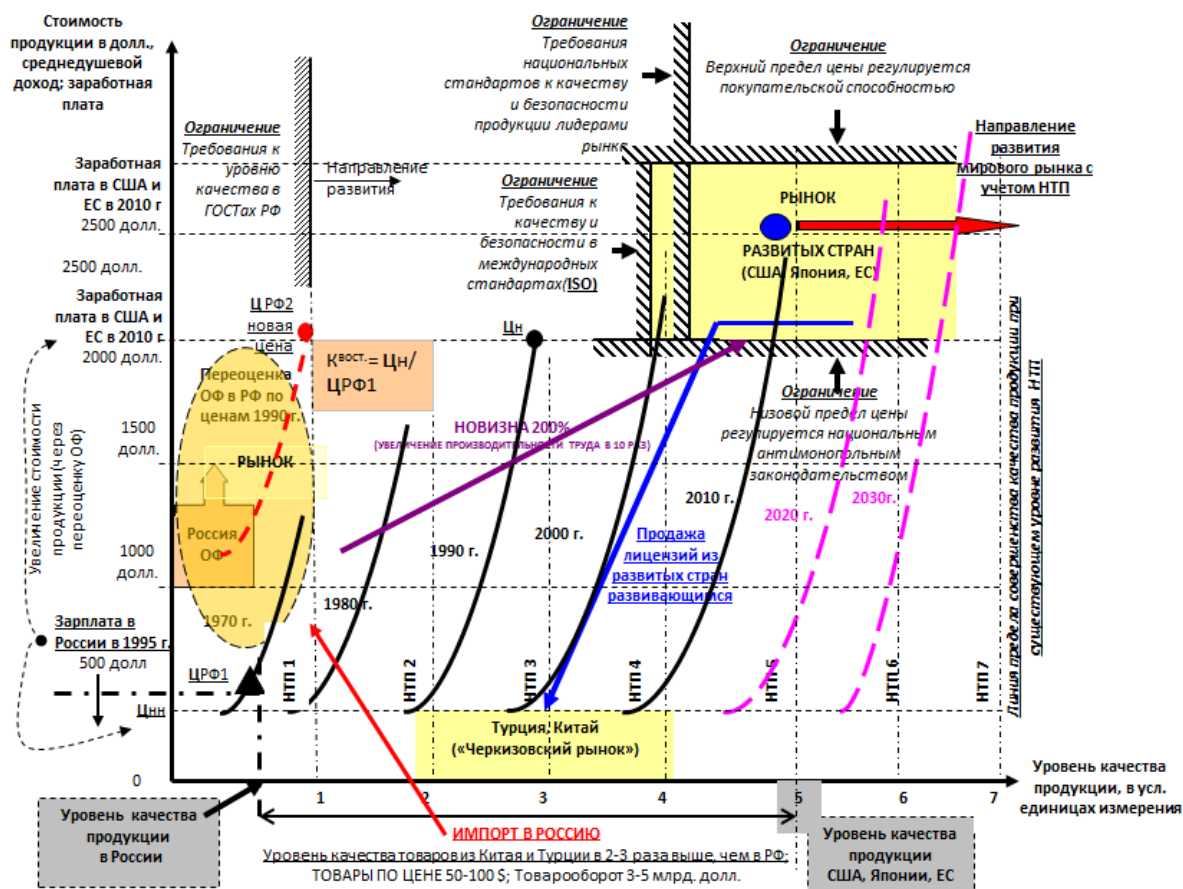 Стоимость
продукции в долл.,
среднедушевой
доход; заработная
плата
Ограничение
Требования к
уровню
качества в
ГОСТах РФ
Направление
развития
Ограничение
Требования
национальных
стандартов к качеству
и безопасности
продукции лидерами
рынка
Ограничение
Верхний предел цены регулируется
покупательской способностью
Направление
развития
мирового рынка с
учетом НТП
Ограничение
Требования к
качеству и
безопасности в
международных
стандартах(ISO)
РЫНОК
РАЗВИТЫХ СТРАН
(США, Япония, ЕС)
Заработная
плата в США и
ЕС в 2010 г
2500 долл.
2500 долл.
Заработная
плата в США и
ЕС в 2010 г
2000 долл.
1500
долл.
1000
долл.
Зарплата в
России в 1995 г.
500 долл
Цнн
0
Увеличение стоимости
продукции(через
переоценку ОФ)
ЦРФ2
новая
цена
Переоценка
ОФ в РФ по
ценам 1990 г.
РЫНОК
Россия
ОФ
1970 г.
ЦРФ1
Квост.= Цн/
ЦРФ1
Цн
НОВИЗНА 200%
(УВЕЛИЧЕНИЕ ПРОИЗВОДИТЕЛЬНОСТИ ТРУДА В 10 РАЗ)
Ограничение
Низовой предел цены
регулируется национальным
антимонопольным
законодательством
1980 г.
1990 г.
2000 г.
2010 г.
2020 г.
2030г.
Продажа
лицензий из
развитых стран
развивающимся
НТП 1
НТП 2
НТП 3
НТП 4
НТП 5
НТП6
НТП7
Линия предела совершенства качества продукции при
существующем уровне развития НТП
Турция, Китай
(«Черкизовский рынок»)
1
2
3
4
5
6
7
Уровень качества
продукции, в усл.
единицах измерения
Уровень качества
продукции
в России
ИМПОРТ В РОССИЮ
Уровень качества товаров из Китая и Турции в 2-3 раза выше, чем в РФ;
ТОВАРЫ ПО ЦЕНЕ 50-100 $; Товарооборот 3-5 млрд. долл.
Уровень качества
продукции
США, Японии, ЕС